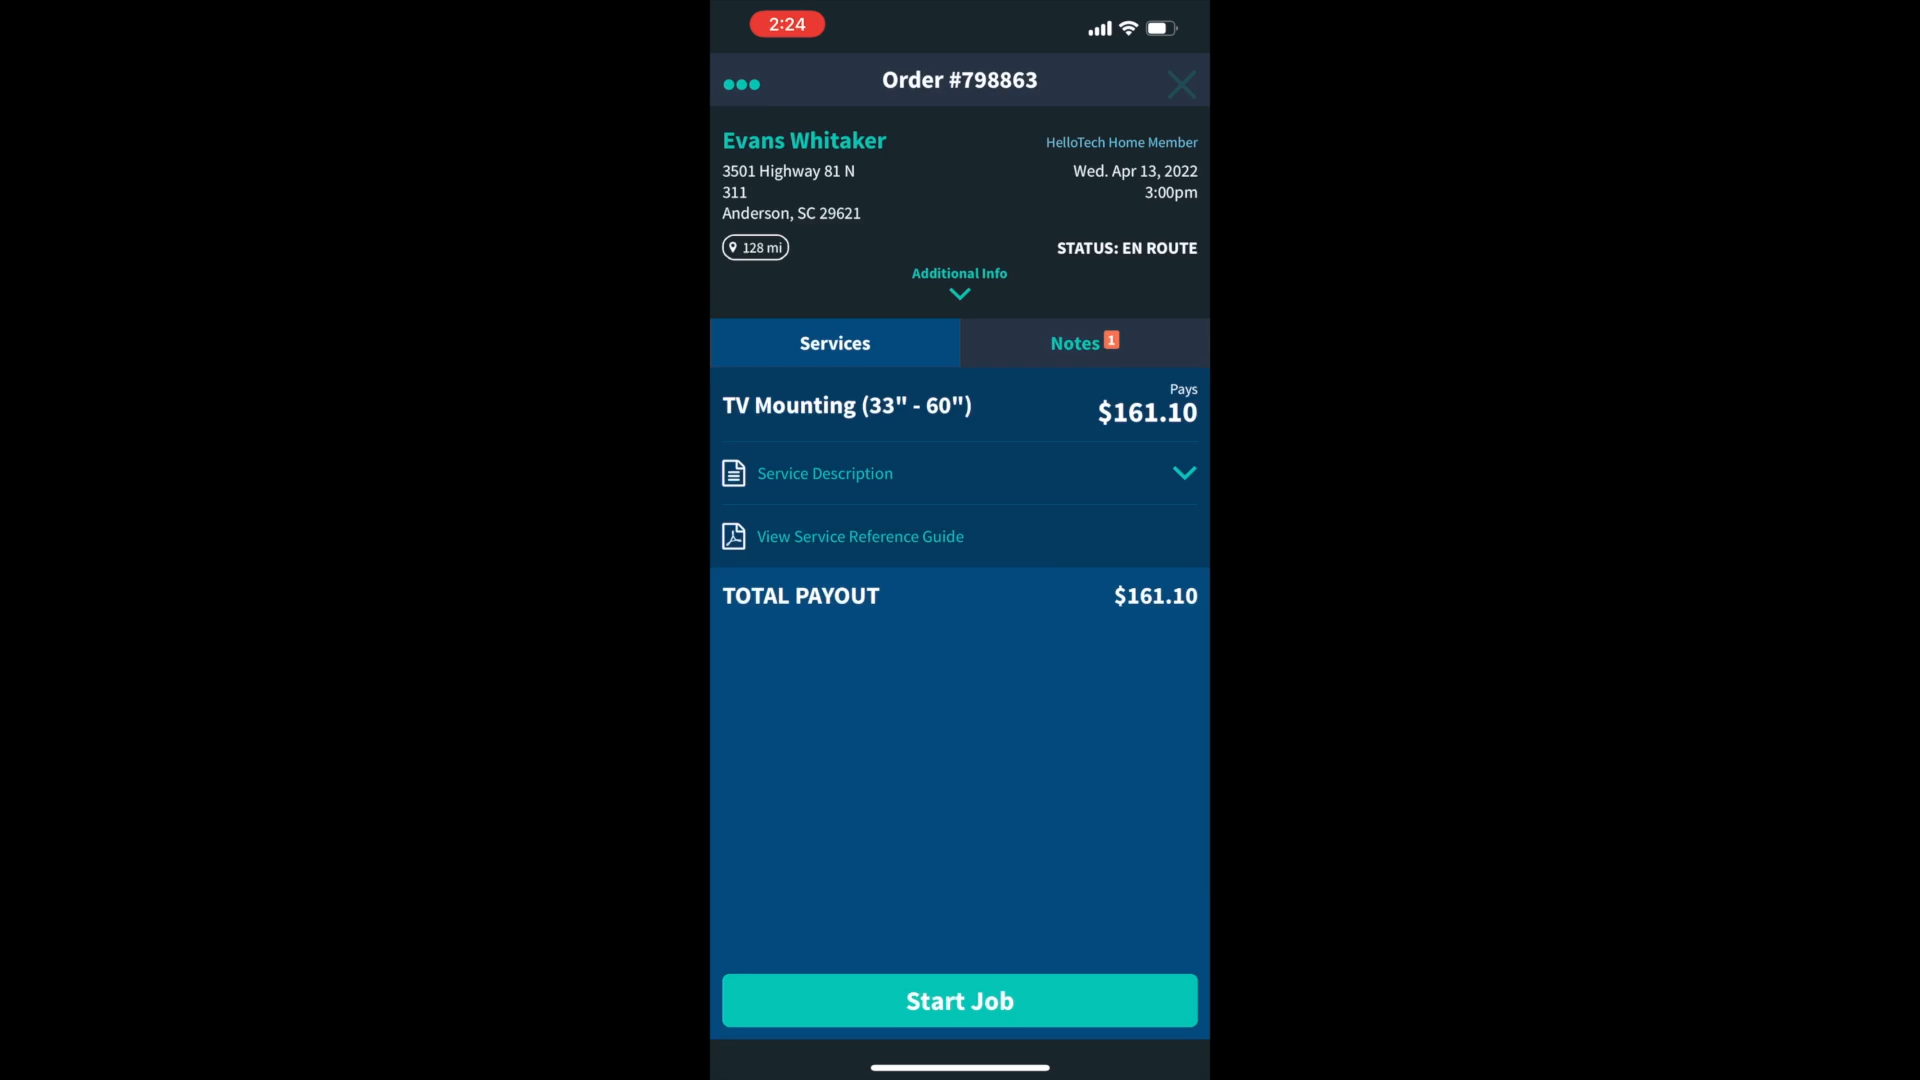 2:24
Order #798863
Evans Whitaker
HelloTech Home Member
3501 Highway 81 N
Wed. Apr 13, 2022
311
3:00pm
Anderson, SC 29621
128 mi
STATUS: EN ROUTE
Additional Info
Services
Notes 1
Pays
TV Mounting (33" - 60")
$161.10
Service Description
View Service Reference Guide
TOTAL PAYOUT
$161.10
Start Job